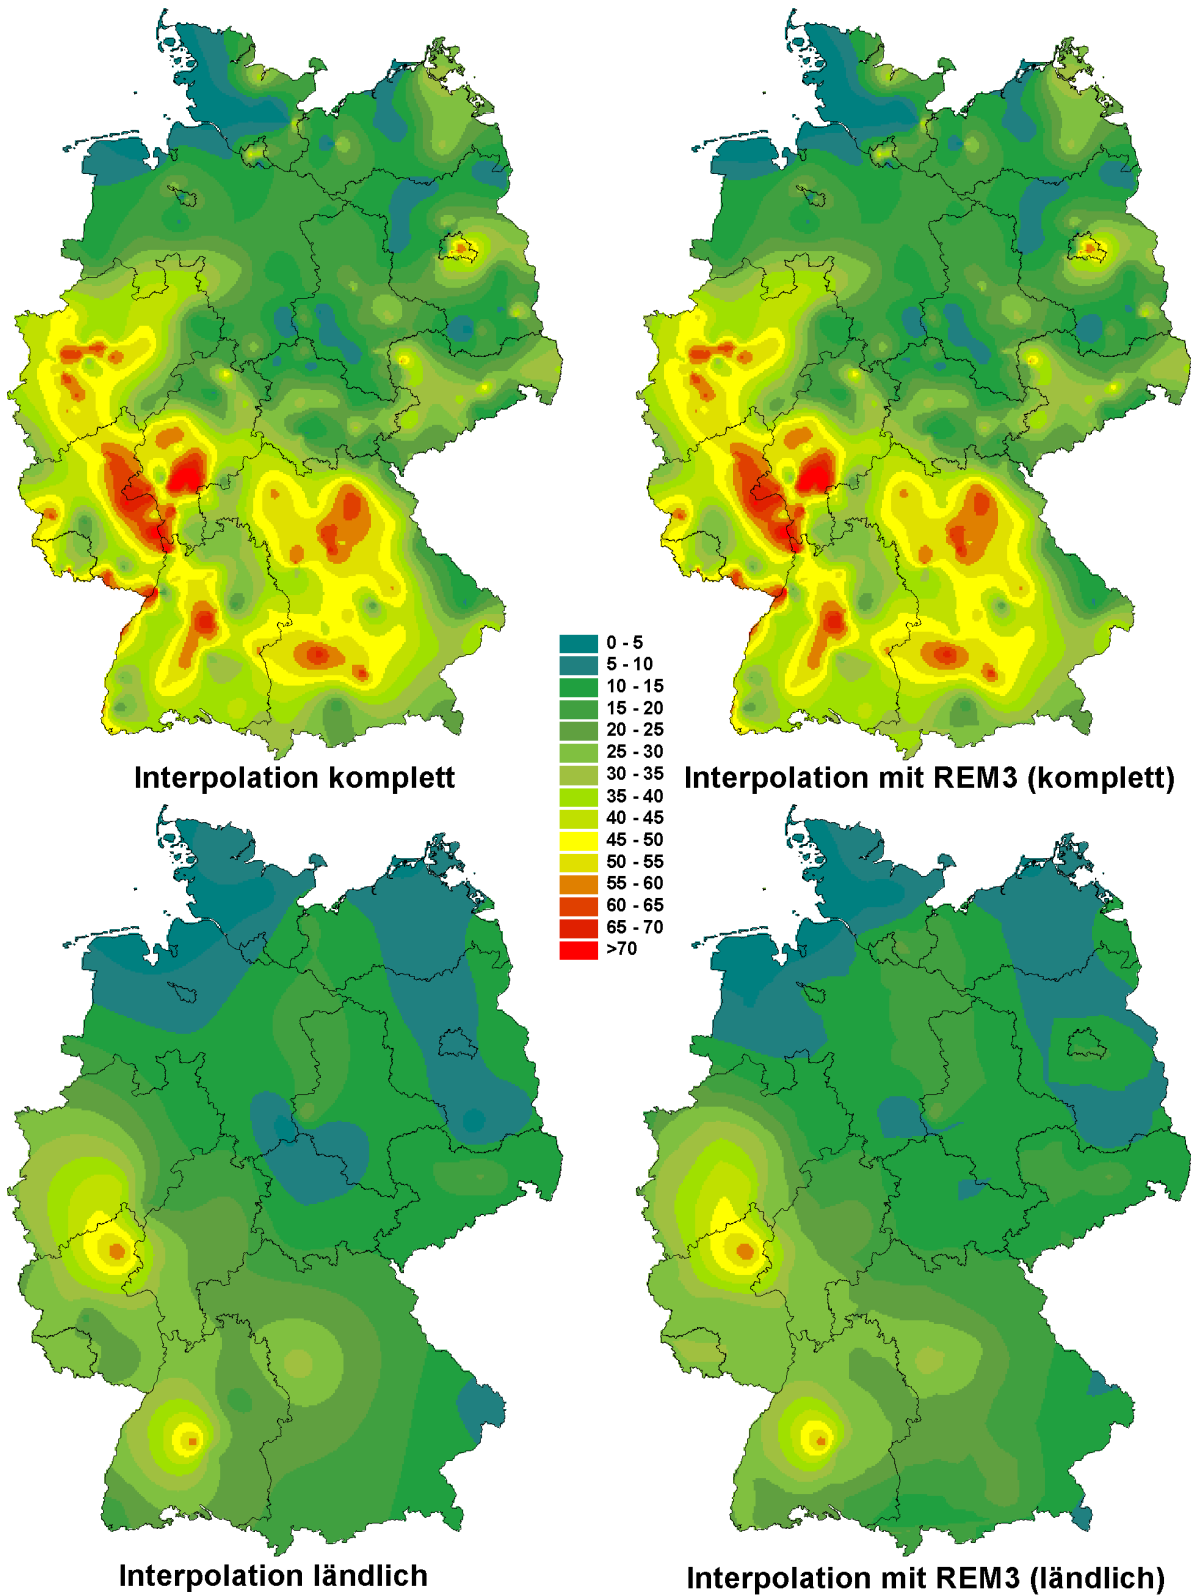 0 - 5
5 - 10
10 - 15
15 - 20
20 - 25
25 - 30
30 - 35
35 - 40
40 - 45
45 - 50
50 - 55
55 - 60
60 - 65
65 - 70
>70
Interpolation komplett
Interpolation mit REM3 (komplett)
Interpolation ländlich
Interpolation mit REM3 (ländlich)